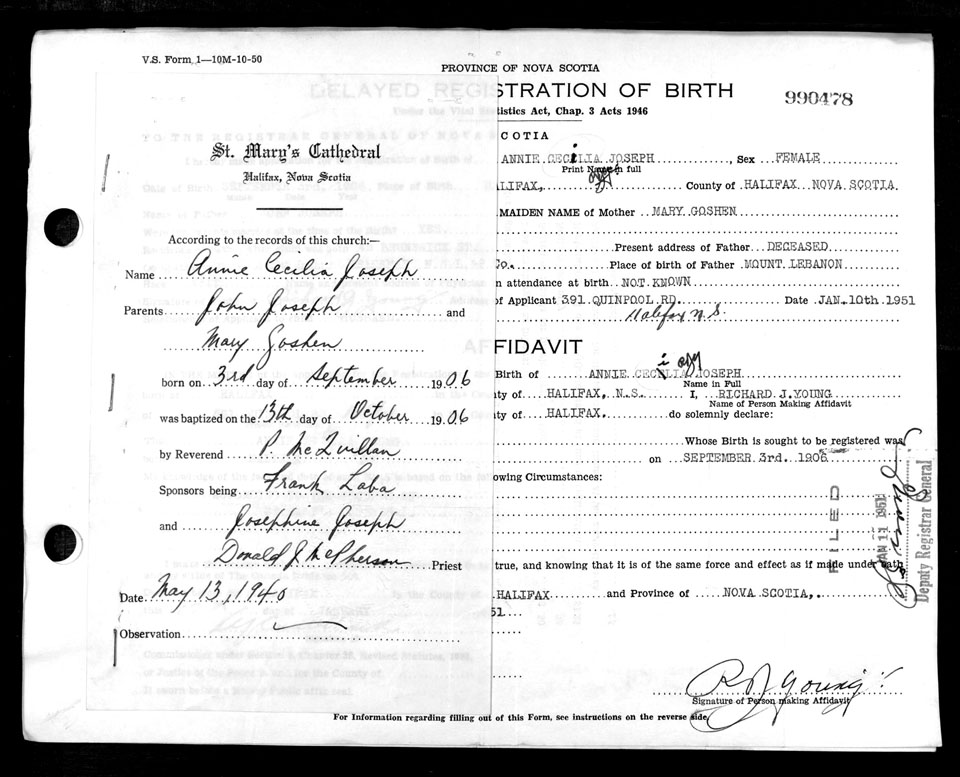 V.S. Form 1—10M-10-50
PROVINCE OF NOVA SCOTIA
DELAYED REGISTRATION OF BIRTH
990478
tistics Act, Chap. 3 Acts 1946
COTIA
St. Mary's Cathedral
Halifax, Nova Scotia
According to the records of this church:—
Name Annie Cecilia Joseph
Parents John Joseph and
Mary Goshen
born on 3rd day of September 1906
was baptized on the 13th day of October 1906
by Reverend P. McQuillan
Sponsors being Frank Laba
and Josephine Joseph
Donald J McPherson Priest
Date May 13, 1940
Observation
ANNIE CECILIA JOSEPH, Sex FEMALE
Print Name in full
ALIFAX, County of HALIFAX NOVA SCOTIA
MAIDEN NAME of Mother MARY GOSHEN
Present address of Father DECEASED
Co. Place of birth of Father MOUNT LEBANON
n attendance at birth NOT KNOWN
of Applicant 391 QUINPOOL RD. Date JAN 10th 1951
Halifax N.S.
AFFIDAVIT
Birth of ANNIE CECILIA JOSEPH
Name in Full
ty of HALIFAX, N.S. I, RICHARD J. YOUNG
Name of Person Making Affidavit
ty of HALIFAX. do solemnly declare:
Whose Birth is sought to be registered was
on SEPTEMBER 3rd. 1906
lowing Circumstances:
FILED
JAN 11 1951
Deputy Registrar General
true, and knowing that it is of the same force and effect as if made under oath
HALIFAX and Province of NOVA SCOTIA,.
51
R J Young
Signature of Person making Affidavit
For Information regarding filling out of this Form, see instructions on the reverse side